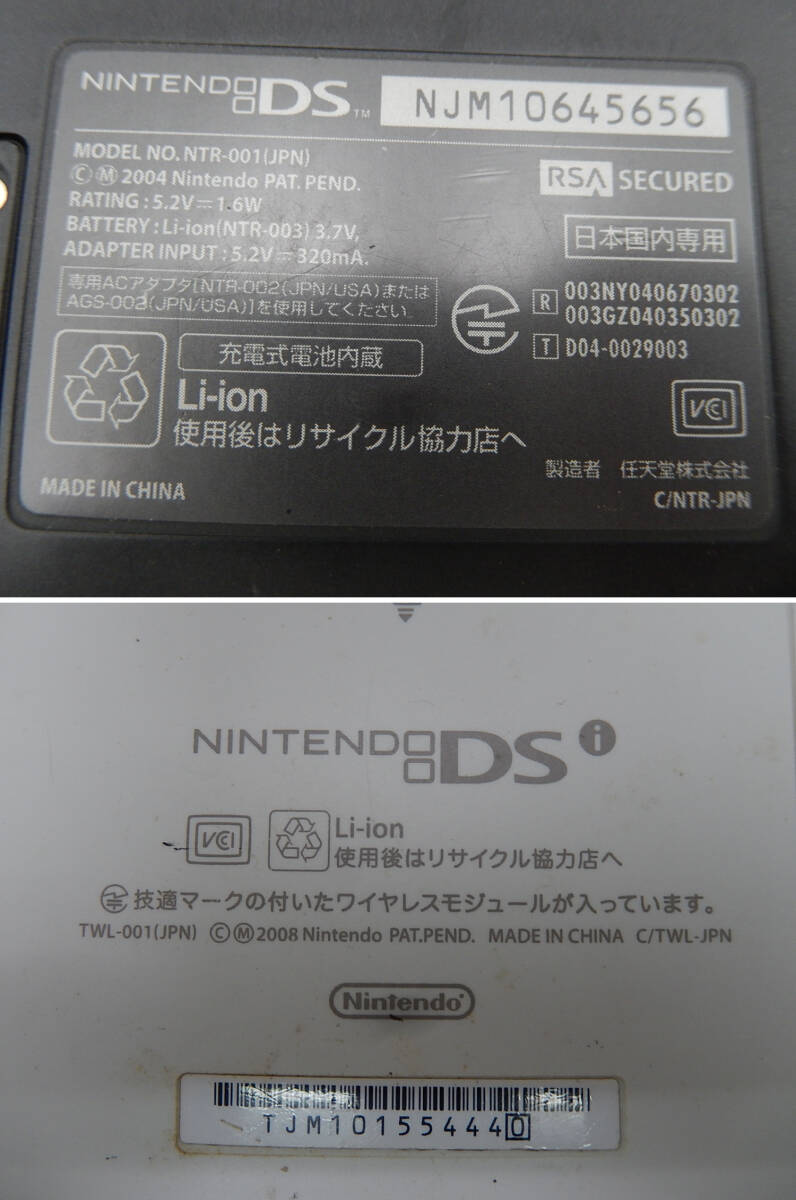 NINTENDO DS™ NJM10645656
MODEL NO. NTR-001(JPN)
ⒸⓂ 2004 Nintendo PAT. PEND.
RATING : 5.2V⎓1.6W
BATTERY : Li-ion(NTR-003) 3.7V,
ADAPTER INPUT : 5.2V⎓320mA.
RSA SECURED
日本国内専用
専用ACアダプタ[NTR-002(JPN/USA)または
AGS-002(JPN/USA)]を使用してください。
R 003NY040670302
003GZ040350302
T D04-0029003
充電式電池内蔵
Li-ion
使用後はリサイクル協力店へ
VCI
製造者 任天堂株式会社
MADE IN CHINA
C/NTR-JPN
NINTENDO DSi
VCI
Li-ion
使用後はリサイクル協力店へ
技適マークの付いたワイヤレスモジュールが入っています。
TWL-001(JPN) ⒸⓂ 2008 Nintendo PAT.PEND. MADE IN CHINA C/TWL-JPN
Nintendo
TJM101554440